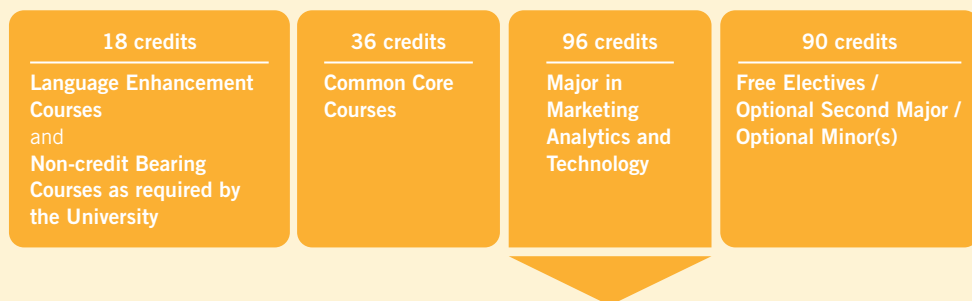 18 credits
Language Enhancement
Courses
and
Non-credit Bearing
Courses as required by
the University
36 credits
Common Core
Courses
96 credits
Major in
Marketing
Analytics and
Technology
90 credits
Free Electives /
Optional Second Major /
Optional Minor(s)